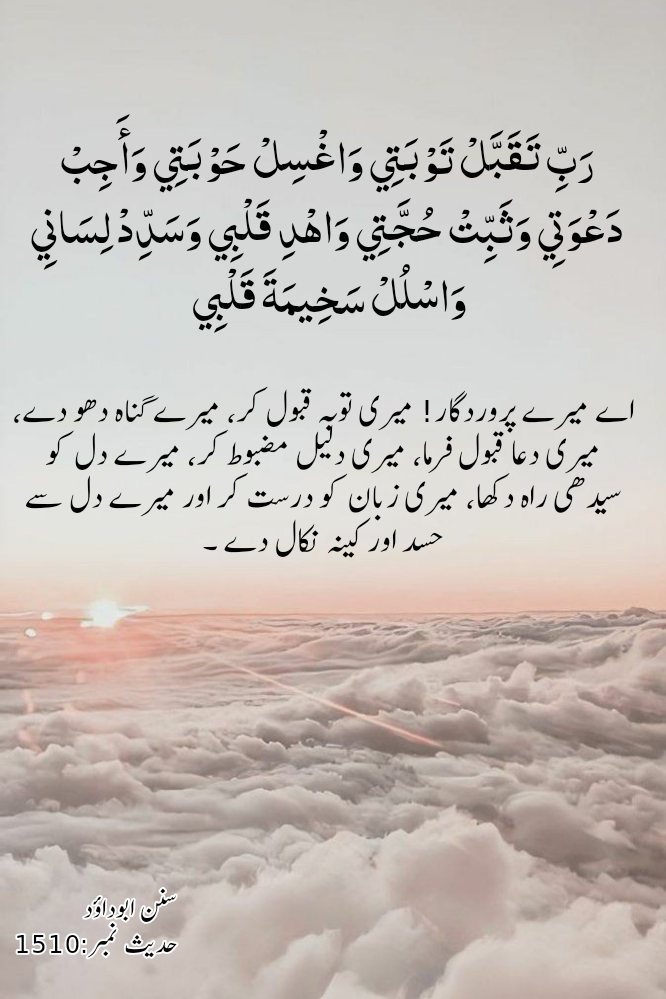 رَبِّ تَقَبَّلْ تَوْبَتِي وَاغْسِلْ حَوْبَتِي وَأَجِبْ
دَعْوَتِي وَثَبِّتْ حُجَّتِي وَاهْدِ قَلْبِي وَسَدِّدْ لِسَانِي
وَاسْلُلْ سَخِيمَةَ قَلْبِي
اے میرے پروردگار! میری توبہ قبول کر، میرے گناہ دھو دے،
میری دعا قبول فرما، میری دلیل مضبوط کر، میرے دل کو
سیدھی راہ دکھا، میری زبان کو درست کر اور میرے دل سے
حسد اور کینہ نکال دے ۔
سنن ابوداؤد
حدیث نمبر:1510